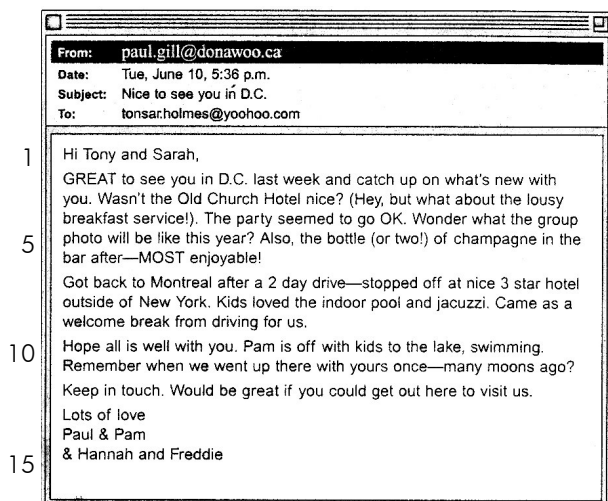 From: paul.gill@donawoo.ca
Date: Tue, June 10, 5:36 p.m.
Subject: Nice to see you in D.C.
To: tonsar.holmes@yoohoo.com
1 Hi Tony and Sarah,
GREAT to see you in D.C. last week and catch up on what's new with
you. Wasn't the Old Church Hotel nice? (Hey, but what about the lousy
breakfast service!). The party seemed to go OK. Wonder what the group
5 photo will be like this year? Also, the bottle (or two!) of champagne in the
bar after—MOST enjoyable!
Got back to Montreal after a 2 day drive—stopped off at nice 3 star hotel
outside of New York. Kids loved the indoor pool and jacuzzi. Came as a
welcome break from driving for us.
10 Hope all is well with you. Pam is off with kids to the lake, swimming.
Remember when we went up there with yours once—many moons ago?
Keep in touch. Would be great if you could get out here to visit us.
Lots of love
Paul & Pam
15 & Hannah and Freddie